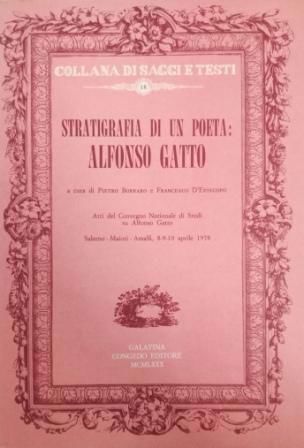 COLLANA DI SAGGI E TESTI
18
STRATIGRAFIA DI UN POETA:
ALFONSO GATTO
a cura di Pietro Borraro e Francesco D'Episcopo
Atti del Convegno Nazionale di Studi
su Alfonso Gatto
Salerno - Maiori - Amalfi, 8-9-10 aprile 1978
GALATINA
CONGEDO EDITORE
MCMLXXX